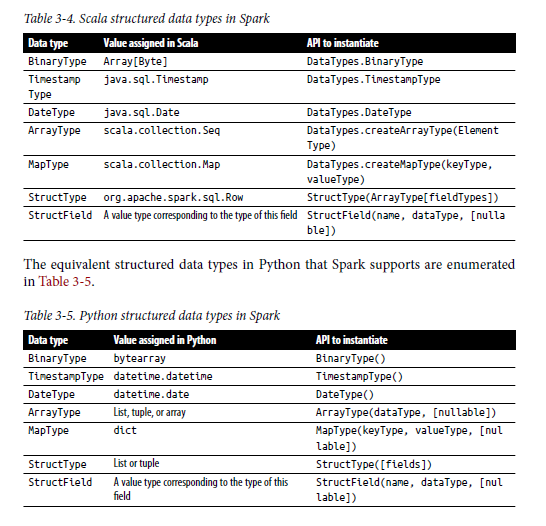 Table 3-4. Scala structured data types in Spark
Data type Value assigned in Scala API to instantiate
BinaryType Array[Byte] DataTypes.BinaryType
Timestamp java.sql.Timestamp DataTypes.TimestampType
Type
DateType java.sql.Date DataTypes.DateType
ArrayType scala.collection.Seq DataTypes.createArrayType(Element
Type)
MapType scala.collection.Map DataTypes.createMapType(keyType,
valueType)
StructType org.apache.spark.sql.Row StructType(ArrayType[fieldTypes])
StructField A value type corresponding to the type of this field StructField(name, dataType, [nulla
ble])
The equivalent structured data types in Python that Spark supports are enumerated
in Table 3-5.
Table 3-5. Python structured data types in Spark
Data type Value assigned in Python API to instantiate
BinaryType bytearray BinaryType()
TimestampType datetime.datetime TimestampType()
DateType datetime.date DateType()
ArrayType List, tuple, or array ArrayType(dataType, [nullable])
MapType dict MapType(keyType, valueType, [nul
lable])
StructType List or tuple StructType([fields])
StructField A value type corresponding to the type of this StructField(name, dataType, [nul
field lable])